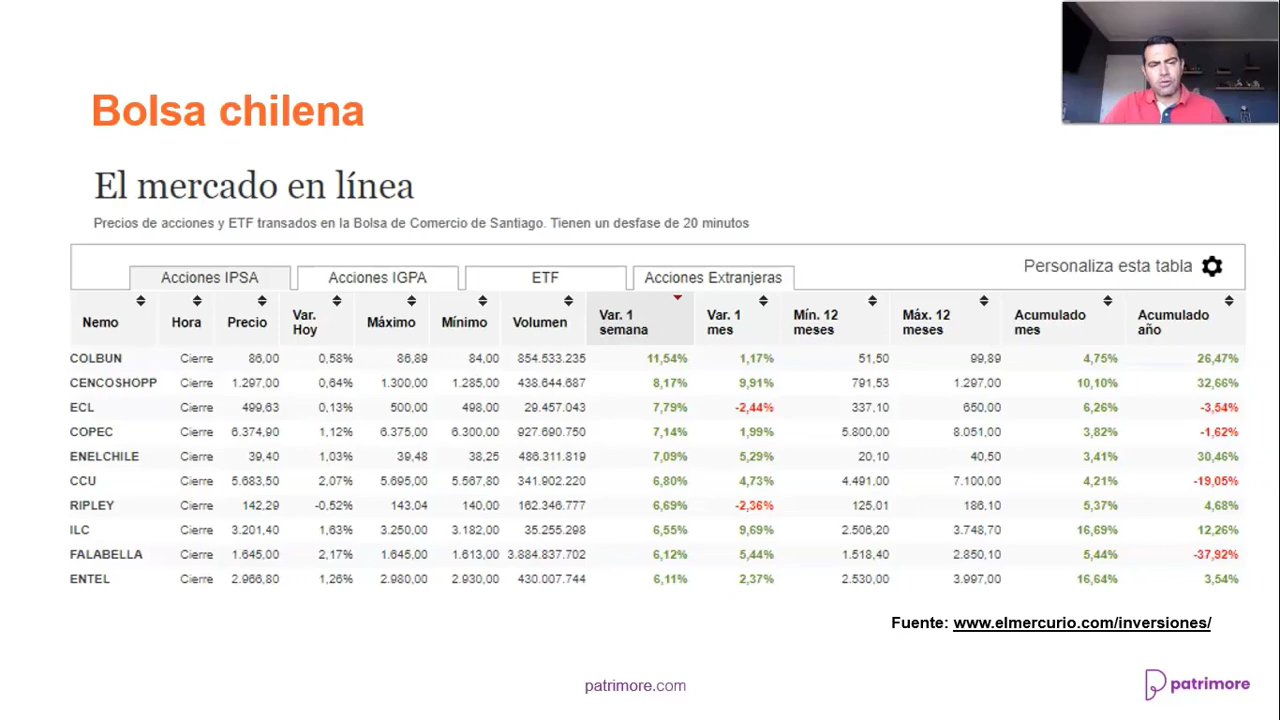 Bolsa chilena
El mercado en línea
Precios de acciones y ETF transados en la Bolsa de Comercio de Santiago. Tienen un desfase de 20 minutos
Acciones IPSA Acciones IGPA ETF Acciones Extranjeras Personaliza esta tabla
Nemo Hora Precio Var. Hoy Máximo Mínimo Volumen Var. 1 semana Var. 1 mes Mín. 12 meses Máx. 12 meses Acumulado mes Acumulado año
COLBUN Cierre 86,00 0,58% 86,89 84,00 854.533.235 11,54% 1,17% 51,50 99,89 4,75% 26,47%
CENCOSHOPP Cierre 1.297,00 0,64% 1.300,00 1.285,00 438.644.687 8,17% 9,91% 791,53 1.297,00 10,10% 32,66%
ECL Cierre 499,63 0,13% 500,00 498,00 29.457.043 7,79% -2,44% 337,10 650,00 6,26% -3,54%
COPEC Cierre 6.374,90 1,12% 6.375,00 6.300,00 927.690.750 7,14% 1,99% 5.800,00 8.051,00 3,82% -1,62%
ENELCHILE Cierre 39,40 1,03% 39,48 38,25 486.311.819 7,09% 5,29% 20,10 40,50 3,41% 30,46%
CCU Cierre 5.683,50 2,07% 5.695,00 5.567,80 341.902.220 6,80% 4,73% 4.491,00 7.100,00 4,21% -19,05%
RIPLEY Cierre 142,29 -0,52% 143,04 140,00 162.346.777 6,69% -2,36% 125,01 186,10 5,37% 4,68%
ILC Cierre 3.201,40 1,63% 3.250,00 3.182,00 35.255.298 6,55% 9,69% 2.506,20 3.748,70 16,69% 12,26%
FALABELLA Cierre 1.645,00 2,17% 1.645,00 1.613,00 3.884.837.702 6,12% 5,44% 1.518,40 2.850,10 5,44% -37,92%
ENTEL Cierre 2.966,80 1,26% 2.980,00 2.930,00 430.007.744 6,11% 2,37% 2.530,00 3.997,00 16,64% 3,54%
Fuente: www.elmercurio.com/inversiones/
patrimore.com
patrimore